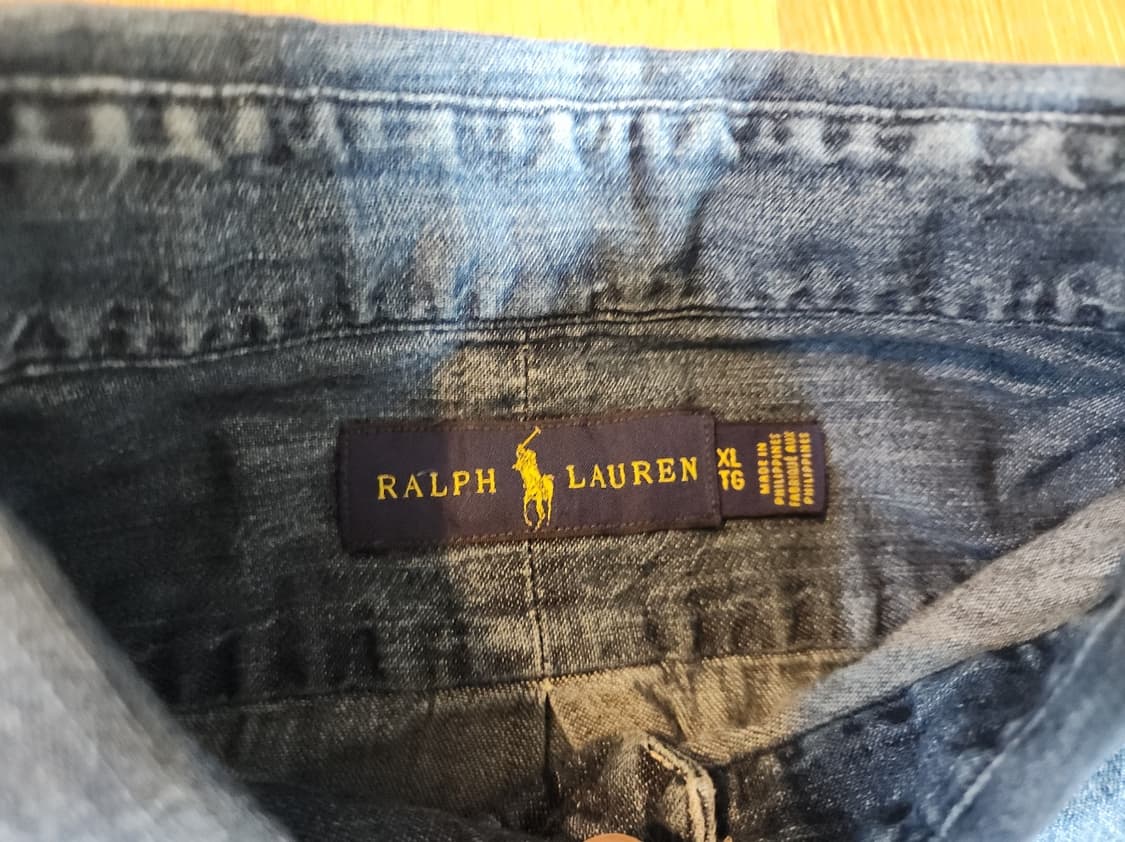 RALPH LAUREN
XL
TG
MADE IN
PHILIPPINES
FABRIQUE AUX
PHILIPPINES